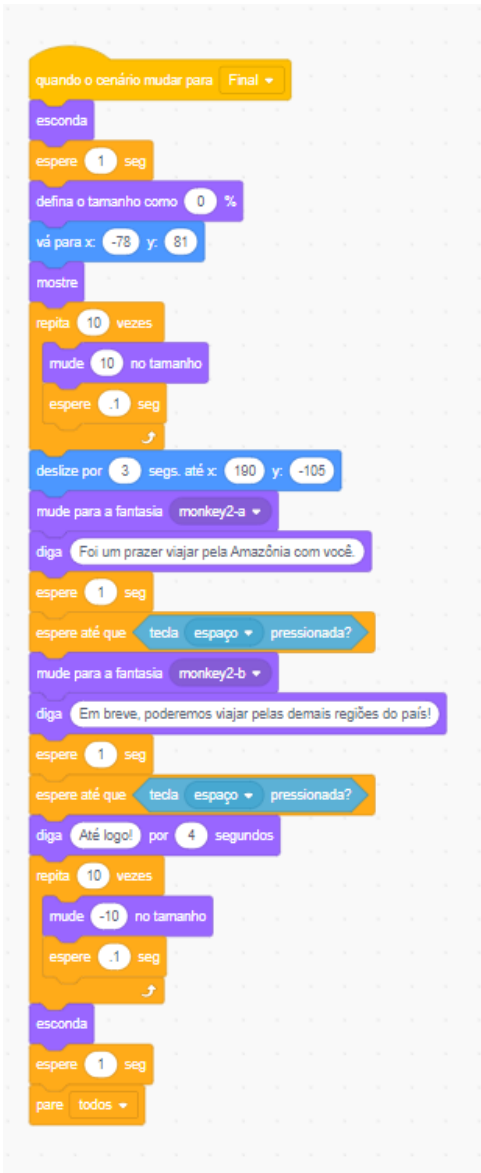 quando o cenário mudar para Final
esconda
espere 1 seg
defina o tamanho como 0 %
vá para x: -78 y: 81
mostre
repita 10 vezes
mude 10 no tamanho
espere .1 seg
deslize por 3 segs. até x: 190 y: -105
mude para a fantasia monkey2-a
diga Foi um prazer viajar pela Amazônia com você.
espere 1 seg
espere até que tecla espaço pressionada?
mude para a fantasia monkey2-b
diga Em breve, poderemos viajar pelas demais regiões do país!
espere 1 seg
espere até que tecla espaço pressionada?
diga Até logo! por 4 segundos
repita 10 vezes
mude -10 no tamanho
espere .1 seg
esconda
espere 1 seg
pare todos